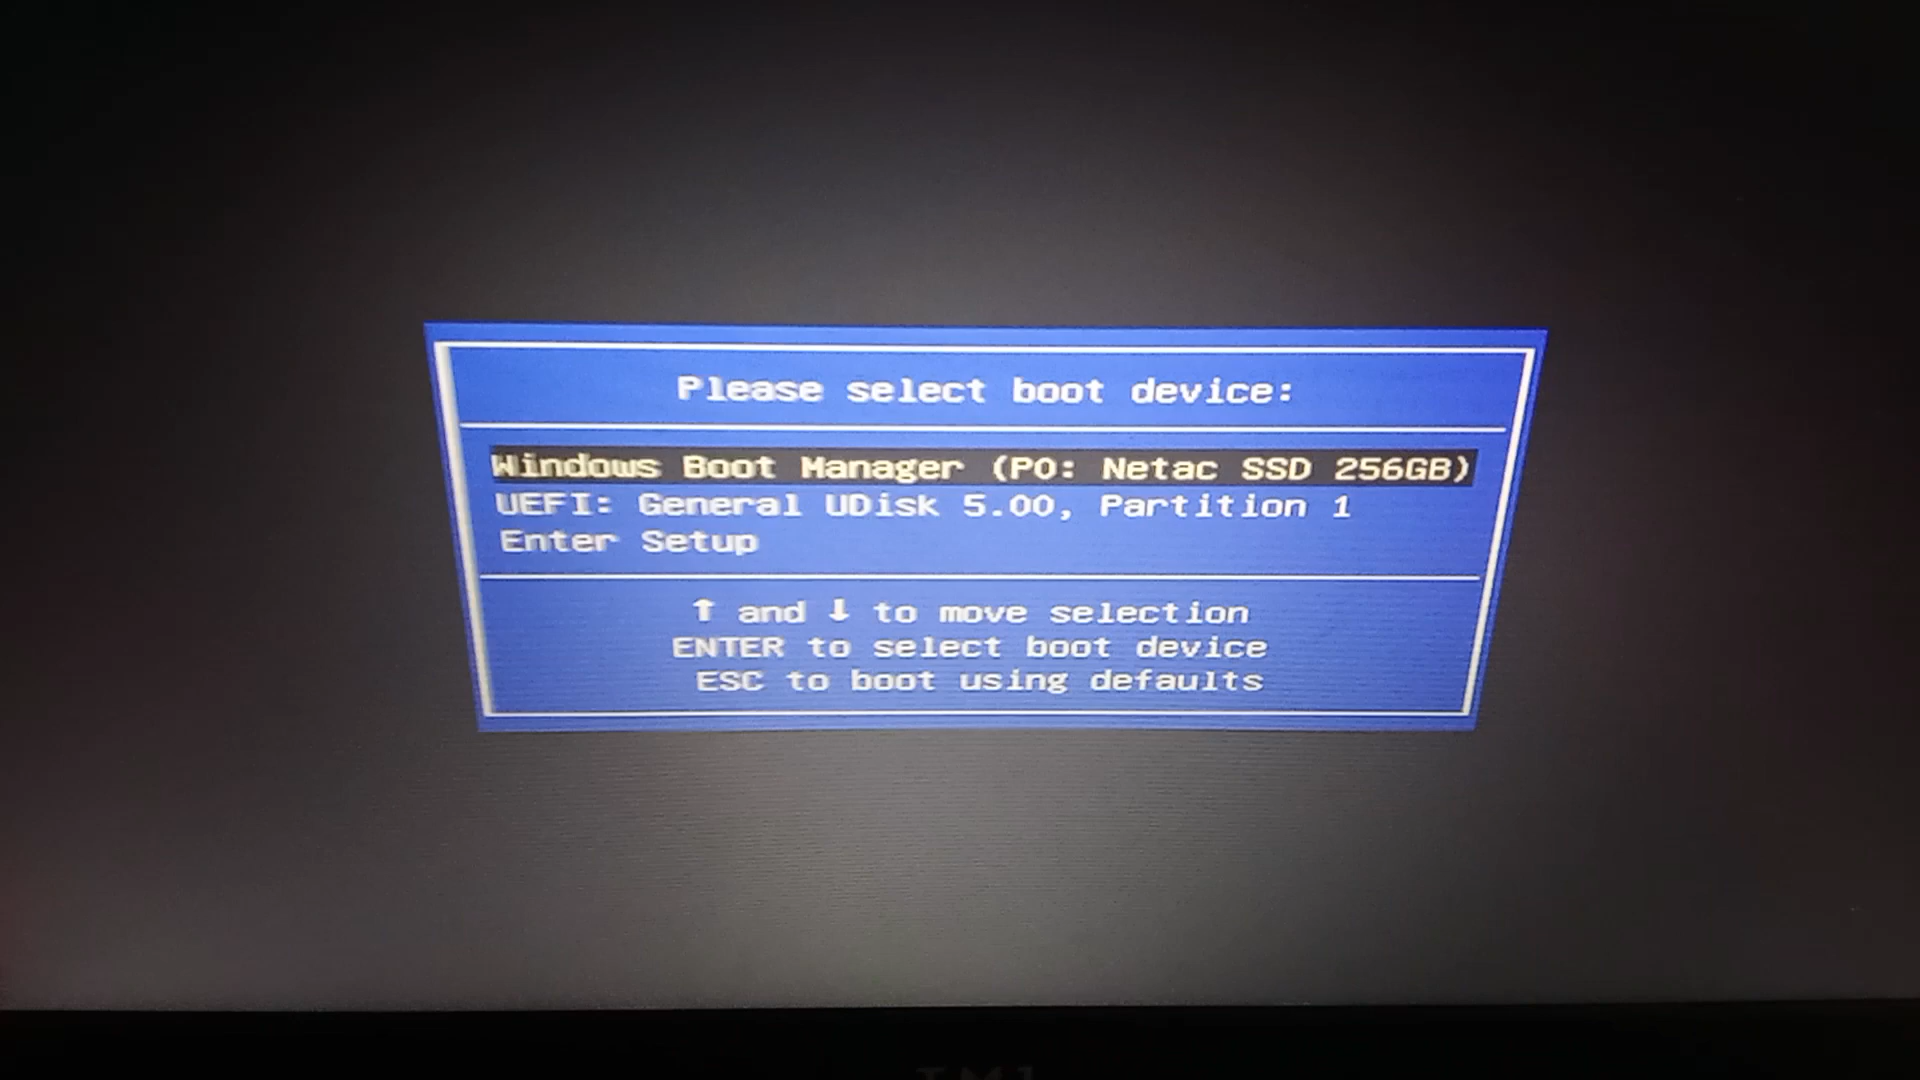 Please select boot device:
Windows Boot Manager (P0: Netac SSD 256GB)
UEFI: General UDisk 5.00, Partition 1
Enter Setup
↑ and ↓ to move selection
ENTER to select boot device
ESC to boot using defaults